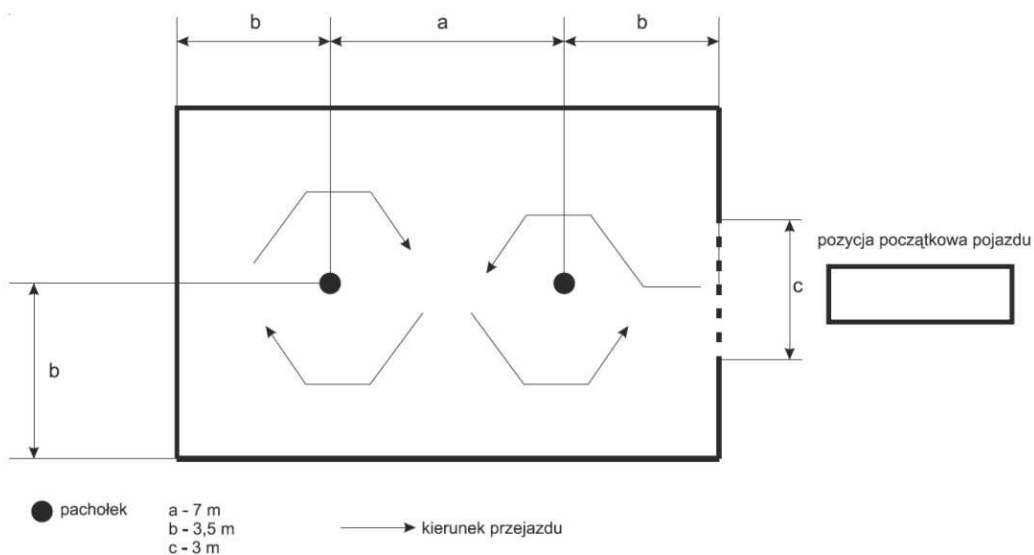 b a b
pozycja początkowa pojazdu
c
b
pachołek
a - 7 m
b - 3,5 m
c - 3 m
kierunek przejazdu